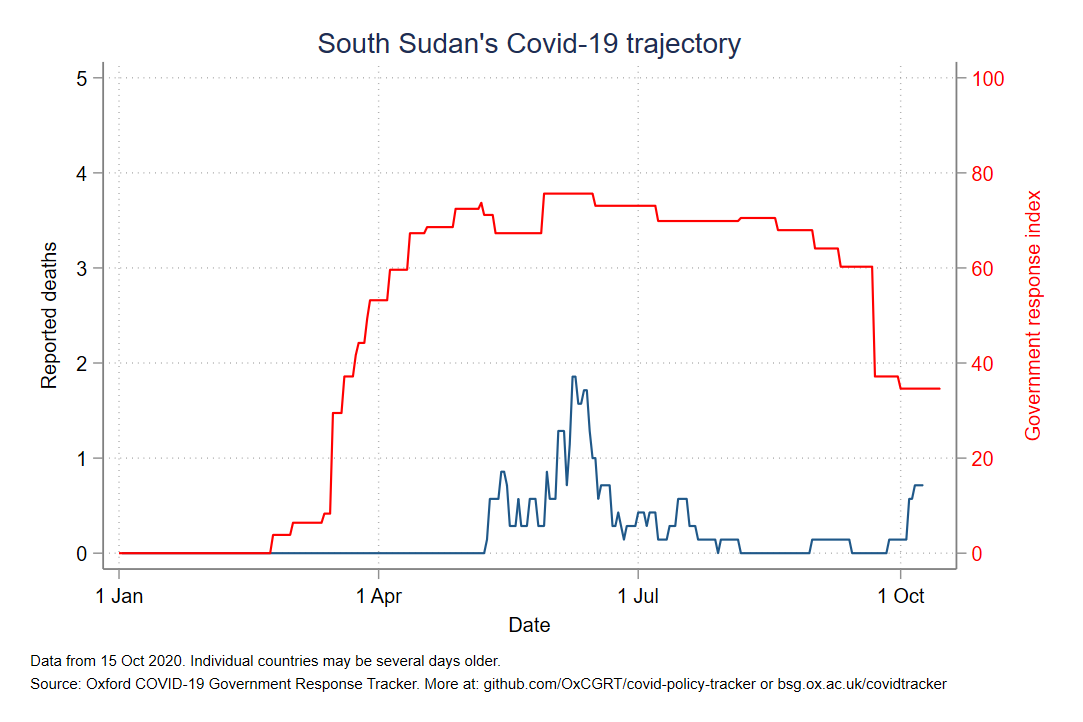 South Sudan's Covid-19 trajectory
5
4
3
2
1
0
Reported deaths
100
80
60
40
20
0
Government response index
1 Jan
1 Apr
1 Jul
1 Oct
Date
Data from 15 Oct 2020. Individual countries may be several days older.
Source: Oxford COVID-19 Government Response Tracker. More at: github.com/OxCGRT/covid-policy-tracker or bsg.ox.ac.uk/covidtracker